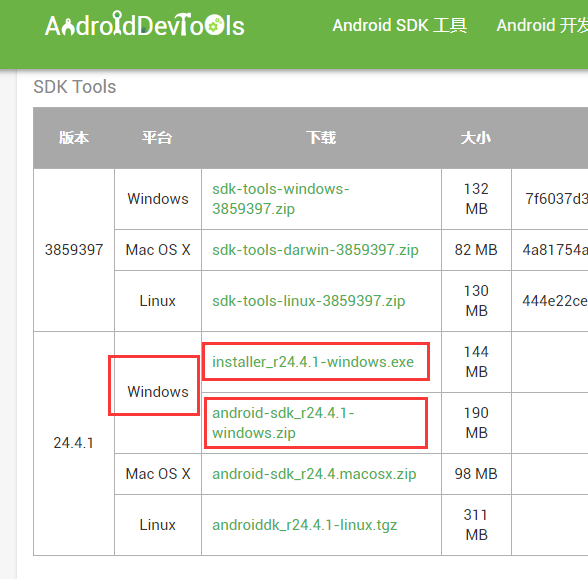 AndroidDevTools
Android SDK 工具
Android 开发
SDK Tools
版本 平台 下载 大小
3859397
Windows
sdk-tools-windows-
3859397.zip
132
MB
7f6037d3
Mac OS X sdk-tools-darwin-3859397.zip 82 MB 4a81754a
Linux
sdk-tools-linux-3859397.zip
130
MB
444e22ce
24.4.1
Windows
installer_r24.4.1-windows.exe
144
MB
android-sdk_r24.4.1-
windows.zip
190
MB
Mac OS X android-sdk_r24.4.macosx.zip 98 MB
Linux
androiddk_r24.4.1-linux.tgz
311
MB